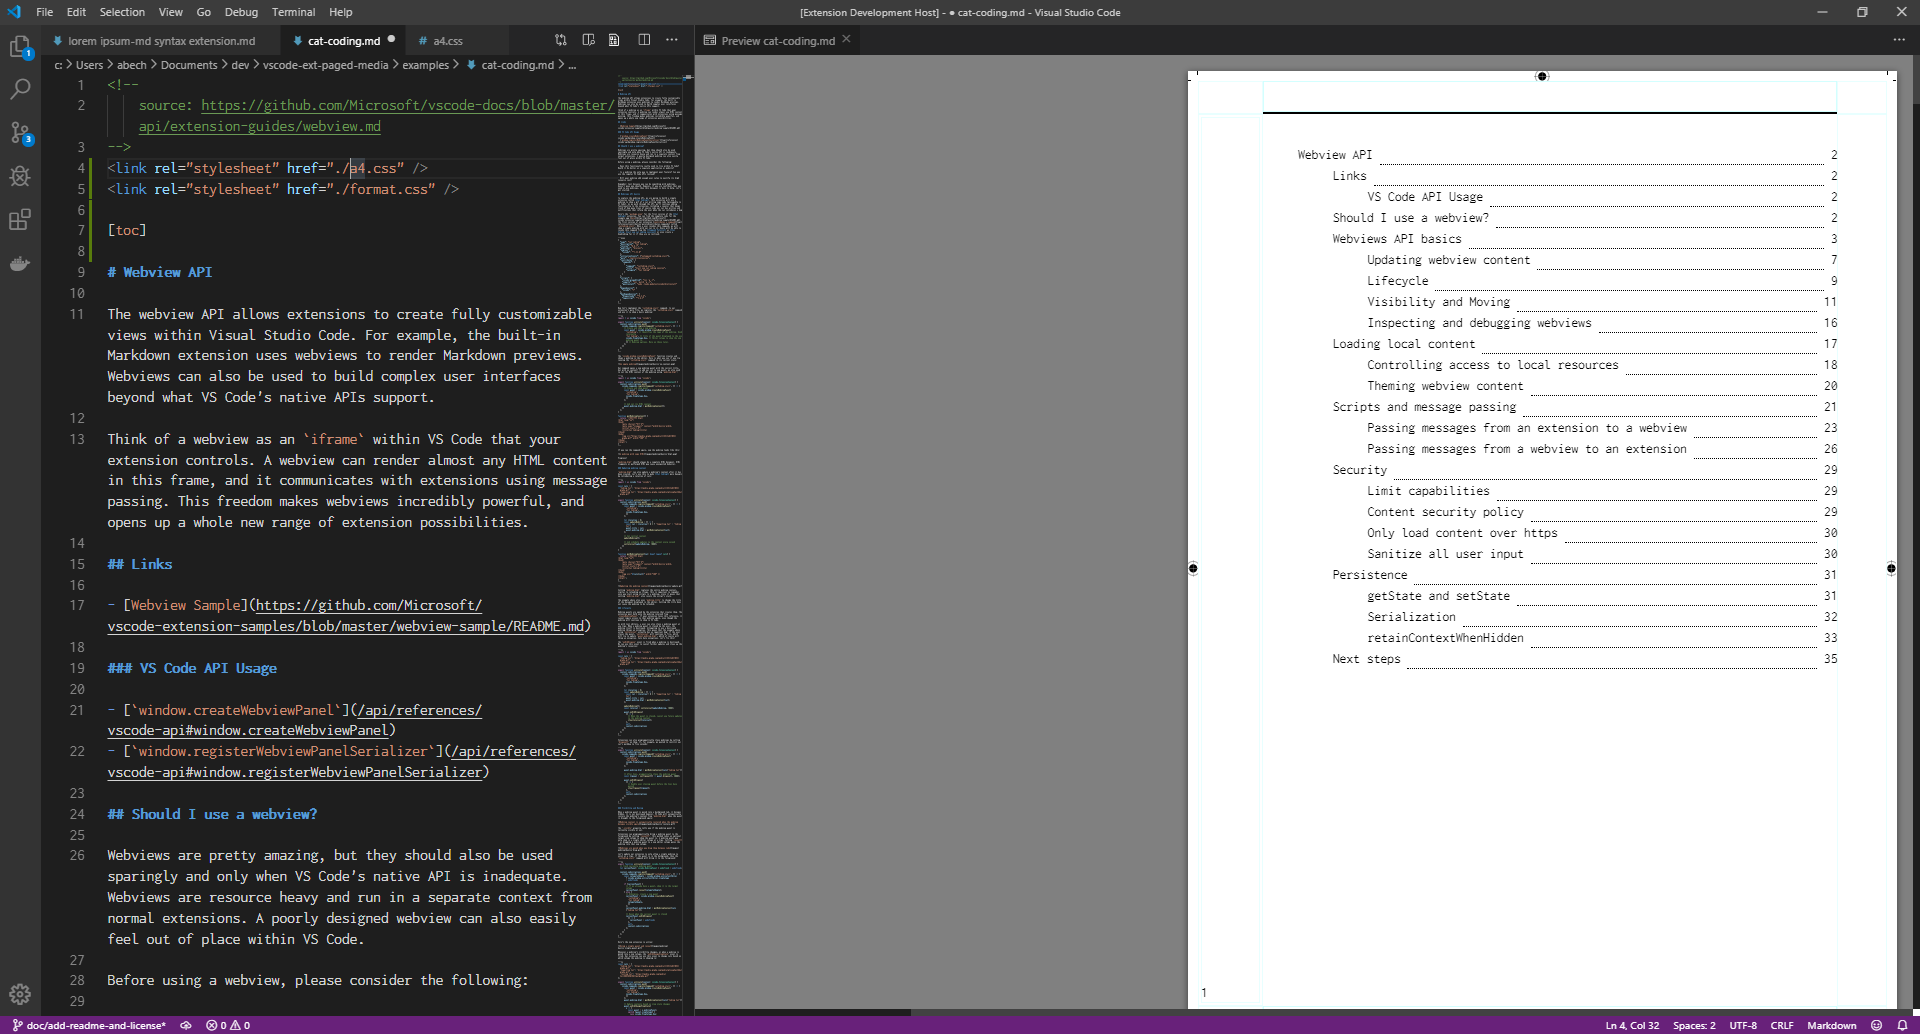 File Edit Selection View Go Debug Terminal Help
[Extension Development Host] - ● cat-coding.md - Visual Studio Code
lorem ipsum-md syntax extension.md
cat-coding.md
# a4.css
Preview cat-coding.md
c: > Users > abech > Documents > dev > vscode-ext-paged-media > examples > cat-coding.md > ...
1 <!--
2 source: https://github.com/Microsoft/vscode-docs/blob/master/
api/extension-guides/webview.md
3 -->
4 <link rel="stylesheet" href="./a4.css" />
5 <link rel="stylesheet" href="./format.css" />
6
7 [toc]
8
9 # Webview API
10
11 The webview API allows extensions to create fully customizable
views within Visual Studio Code. For example, the built-in
Markdown extension uses webviews to render Markdown previews.
Webviews can also be used to build complex user interfaces
beyond what VS Code's native APIs support.
12
13 Think of a webview as an `iframe` within VS Code that your
extension controls. A webview can render almost any HTML content
in this frame, and it communicates with extensions using message
passing. This freedom makes webviews incredibly powerful, and
opens up a whole new range of extension possibilities.
14
15 ## Links
16
17 - [Webview Sample](https://github.com/Microsoft/
vscode-extension-samples/blob/master/webview-sample/README.md)
18
19 ### VS Code API Usage
20
21 - [`window.createWebviewPanel`](/api/references/
vscode-api#window.createWebviewPanel)
22 - [`window.registerWebviewPanelSerializer`](/api/references/
vscode-api#window.registerWebviewPanelSerializer)
23
24 ## Should I use a webview?
25
26 Webviews are pretty amazing, but they should also be used
sparingly and only when VS Code's native API is inadequate.
Webviews are resource heavy and run in a separate context from
normal extensions. A poorly designed webview can also easily
feel out of place within VS Code.
27
28 Before using a webview, please consider the following:
29
1
3
Webview API 2
Links 2
VS Code API Usage 2
Should I use a webview? 2
Webviews API basics 3
Updating webview content 7
Lifecycle 9
Visibility and Moving 11
Inspecting and debugging webviews 16
Loading local content 17
Controlling access to local resources 18
Theming webview content 20
Scripts and message passing 21
Passing messages from an extension to a webview 23
Passing messages from a webview to an extension 26
Security 29
Limit capabilities 29
Content security policy 29
Only load content over https 30
Sanitize all user input 30
Persistence 31
getState and setState 31
Serialization 32
retainContextWhenHidden 33
Next steps 35
1
doc/add-readme-and-license* 0 0
Ln 4, Col 32 Spaces: 2 UTF-8 CRLF Markdown